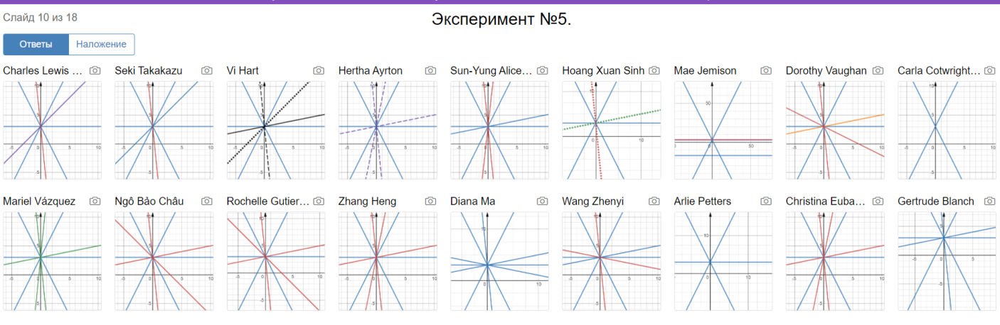 Слайд 10 из 18
Эксперимент №5.
Ответы Наложение
Charles Lewis ... Seki Takakazu Vi Hart Hertha Ayrton Sun-Yung Alice... Hoang Xuan Sinh Mae Jemison Dorothy Vaughan Carla Cotwright...
Mariel Vázquez Ngô Bảo Châu Rochelle Gutier... Zhang Heng Diana Ma Wang Zhenyi Arlie Petters Christina Euba... Gertrude Blanch